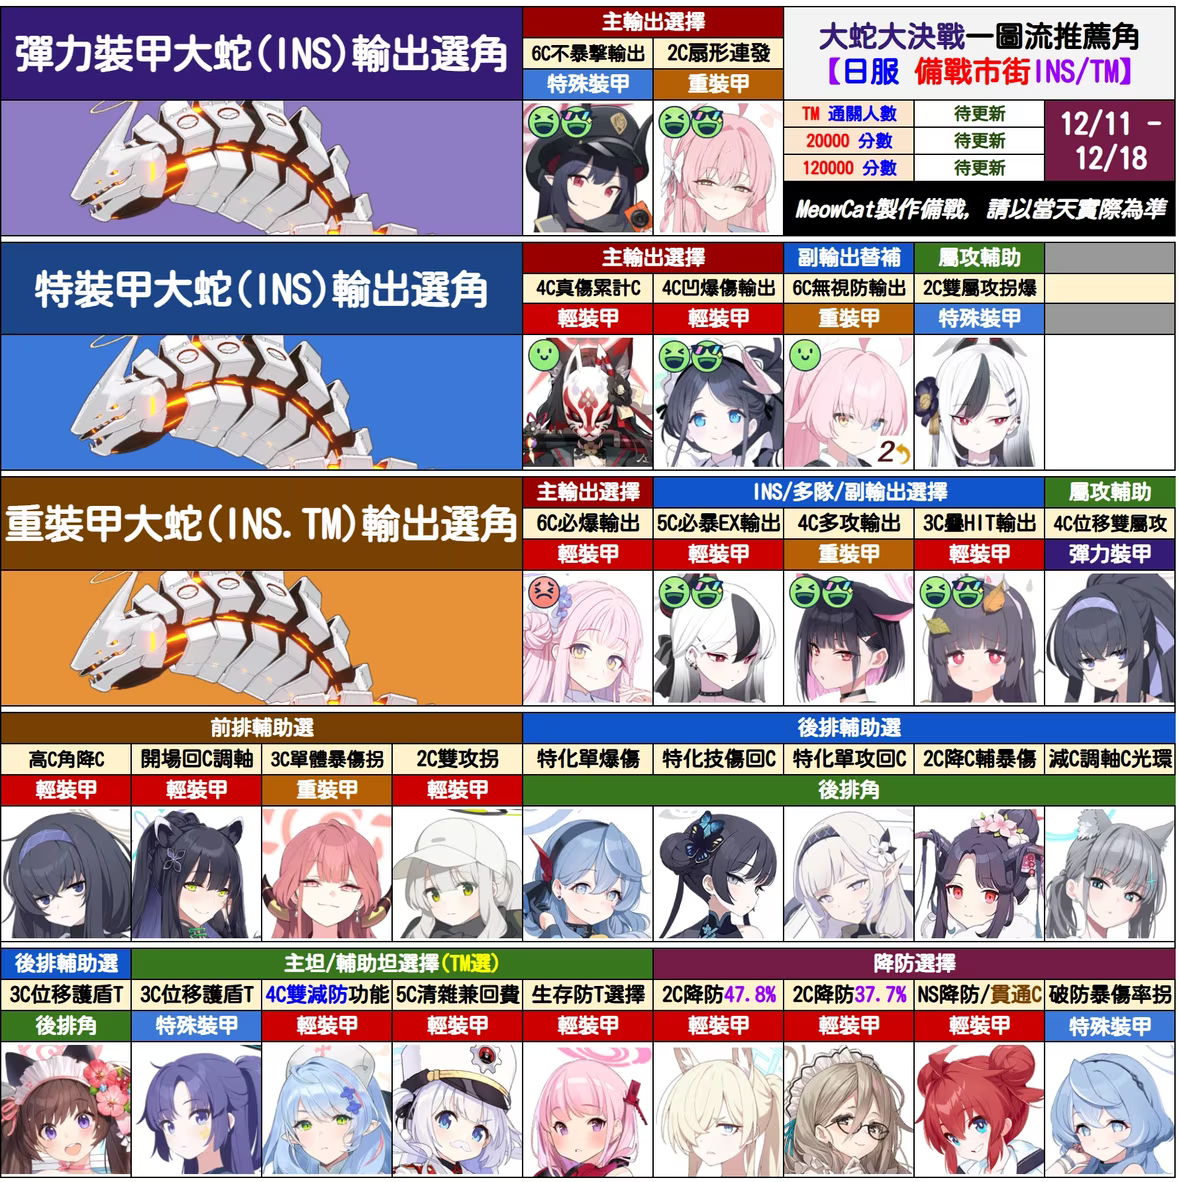 彈力裝甲大蛇(INS)輸出選角
主輸出選擇
6C不暴擊輸出 2C扇形連發
特殊裝甲 重裝甲
大蛇大決戰一圖流推薦角
【日服 備戰市街INS/TM】
TM 通關人數 待更新
20000 分數 待更新
120000 分數 待更新
12/11 -
12/18
MeowCat製作備戰, 請以當天實際為準
特裝甲大蛇(INS)輸出選角
主輸出選擇 副輸出替補 屬攻輔助
4C真傷累計C 4C凹爆傷輸出 6C無視防輸出 2C雙屬攻拐爆
輕裝甲 輕裝甲 重裝甲 特殊裝甲
2
重裝甲大蛇(INS.TM)輸出選角
主輸出選擇 INS/多隊/副輸出選擇 屬攻輔助
6C必爆輸出 5C必暴EX輸出 4C多攻輸出 3C疊HIT輸出 4C位移雙屬攻
輕裝甲 輕裝甲 重裝甲 輕裝甲 彈力裝甲
前排輔助選 後排輔助選
高C角降C 開場回C調軸 3C單體暴傷拐 2C雙攻拐 特化單爆傷 特化技傷回C 特化單攻回C 2C降C輔暴傷 減C調軸C光環
輕裝甲 輕裝甲 重裝甲 輕裝甲 後排角
後排輔助選 主坦/輔助坦選擇(TM選) 降防選擇
3C位移護盾T 3C位移護盾T 4C雙減防功能 5C清雜兼回費 生存防T選擇 2C降防47.8% 2C降防37.7% NS降防/貫通C 破防暴傷率拐
後排角 特殊裝甲 輕裝甲 輕裝甲 輕裝甲 輕裝甲 輕裝甲 輕裝甲 特殊裝甲